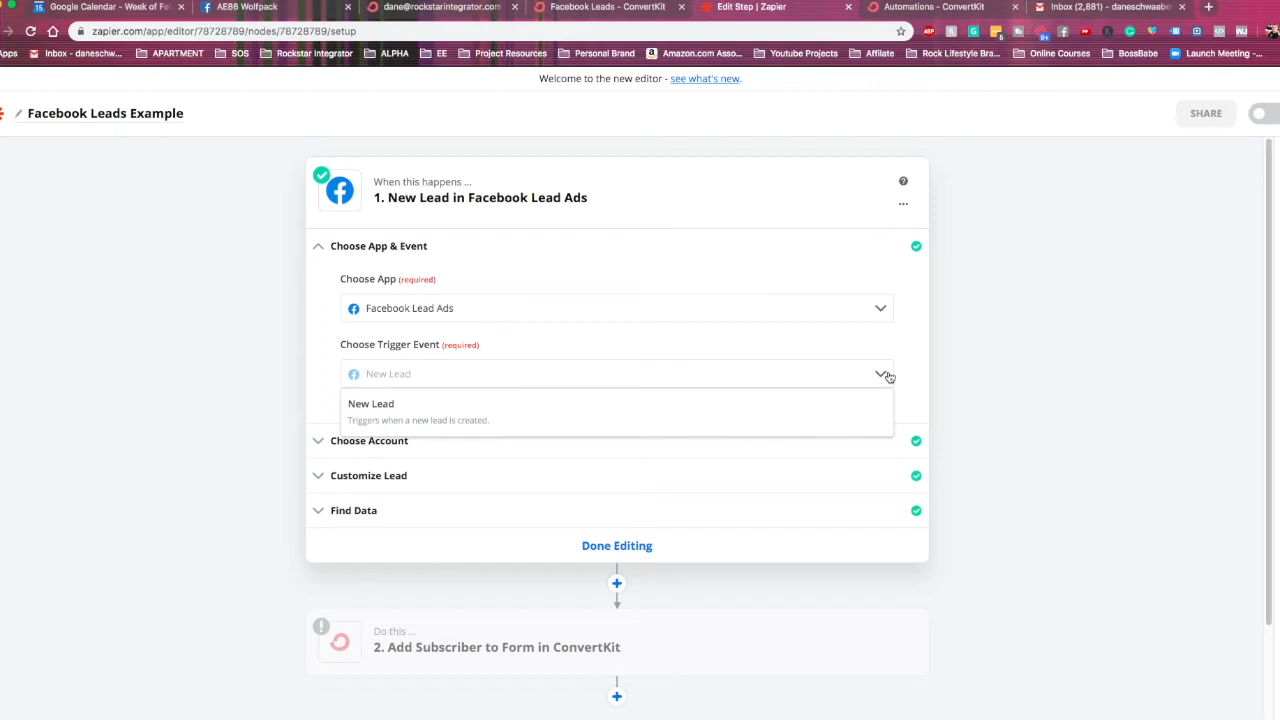 Google Calendar - Week of Fe
AE86 Wolfpack
dane@rockstarintegrator.com
Facebook Leads - ConvertKit
Edit Step | Zapier
Automations - ConvertKit
Inbox (2,881) - daneschwaebe
zapier.com/app/editor/78728789/nodes/78728789/setup
Apps
Inbox - daneschw...
APARTMENT
SOS
Rockstar Integrator
ALPHA
EE
Project Resources
Personal Brand
Amazon.com: Asso...
Youtube Projects
Affilate
Rock Lifestyle Bra...
Online Courses
BossBabe
Launch Meeting -...
Welcome to the new editor - see what's new.
Facebook Leads Example
SHARE
When this happens ...
1. New Lead in Facebook Lead Ads
Choose App & Event
Choose App (required)
Facebook Lead Ads
Choose Trigger Event (required)
New Lead
New Lead
Triggers when a new lead is created.
Choose Account
Customize Lead
Find Data
Done Editing
Do this ...
2. Add Subscriber to Form in ConvertKit